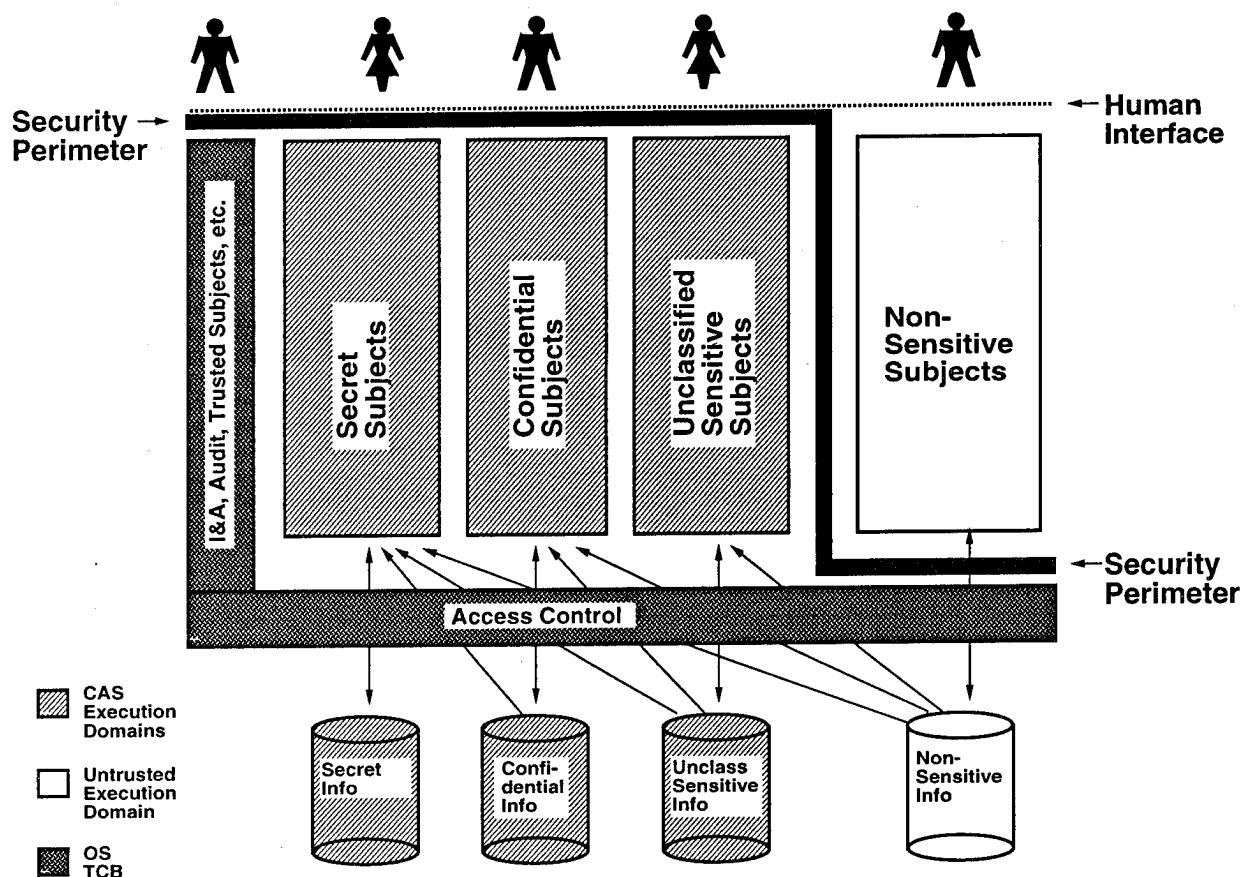 Security
Perimeter
Human
Interface
I&A, Audit, Trusted Subjects, etc.
Secret
Subjects
Confidential
Subjects
Unclassified
Sensitive
Subjects
Non-
Sensitive
Subjects
Security
Perimeter
Access Control
CAS
Execution
Domains
Untrusted
Execution
Domain
OS
TCB
Secret
Info
Confi-
dential
Info
Unclass
Sensitive
Info
Non-
Sensitive
Info